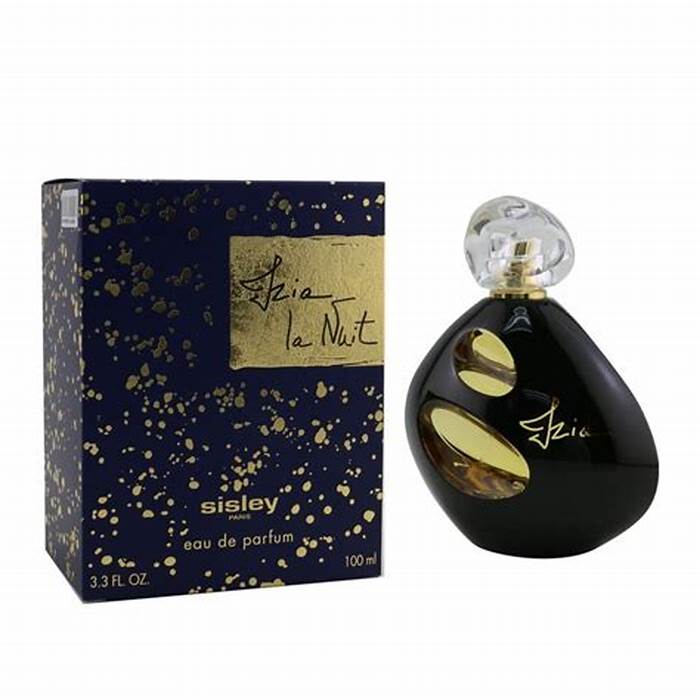 Izia
la Nuit
sisley
PARIS
eau de parfum
3.3 FL. OZ.
100 ml
Izia